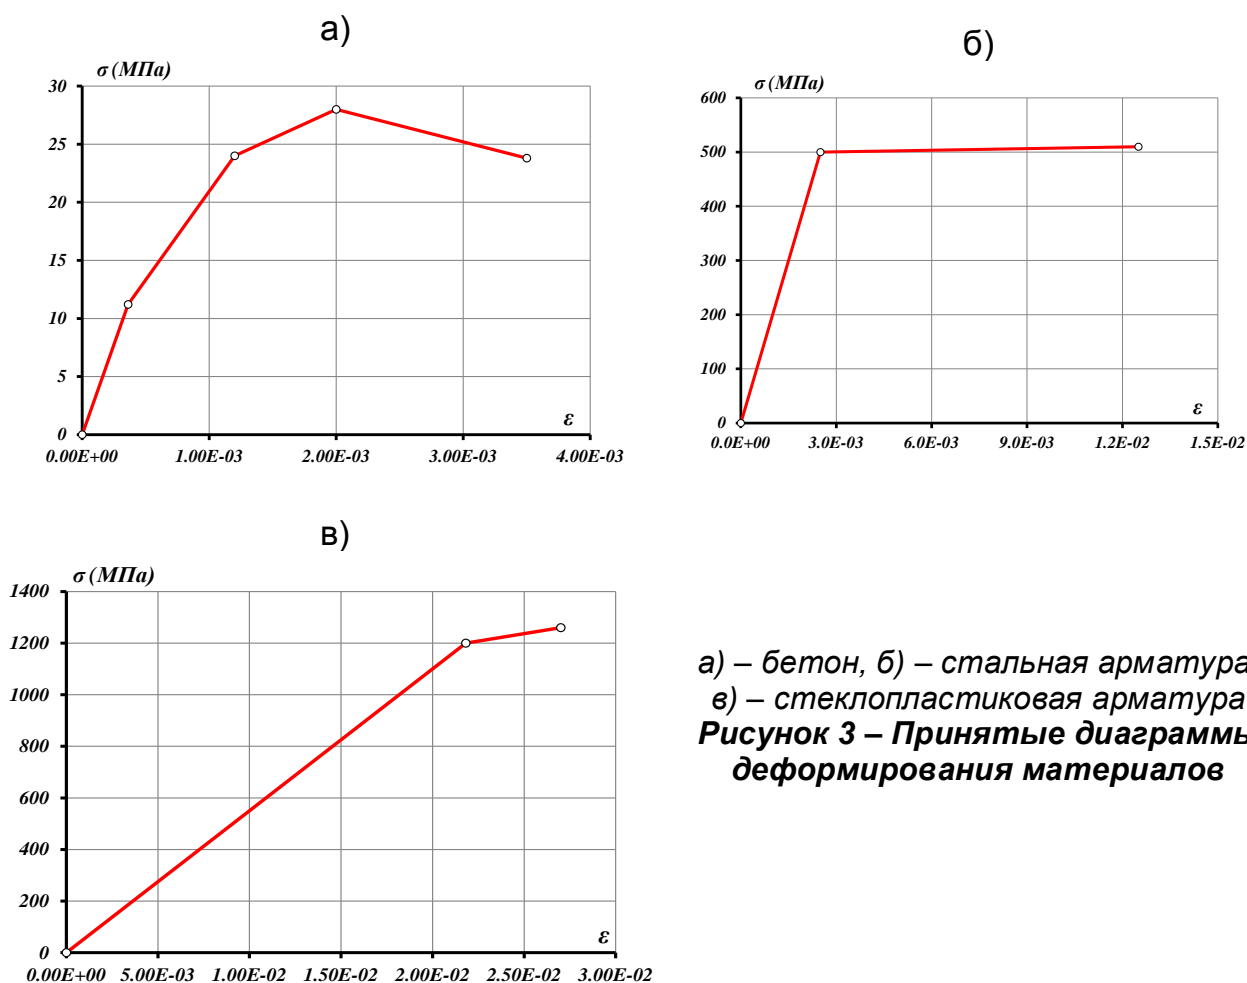 а)
σ (МПа)
30
25
20
15
10
5
0
ε
0.00E+00 1.00E-03 2.00E-03 3.00E-03 4.00E-03
б)
σ (МПа)
600
500
400
300
200
100
0
ε
0.0E+00 3.0E-03 6.0E-03 9.0E-03 1.2E-02 1.5E-02
в)
σ (МПа)
1400
1200
1000
800
600
400
200
0
ε
0.00E+00 5.00E-03 1.00E-02 1.50E-02 2.00E-02 2.50E-02 3.00E-02
а) – бетон, б) – стальная арматура
в) – стеклопластиковая арматура
Рисунок 3 – Принятые диаграммы
деформирования материалов